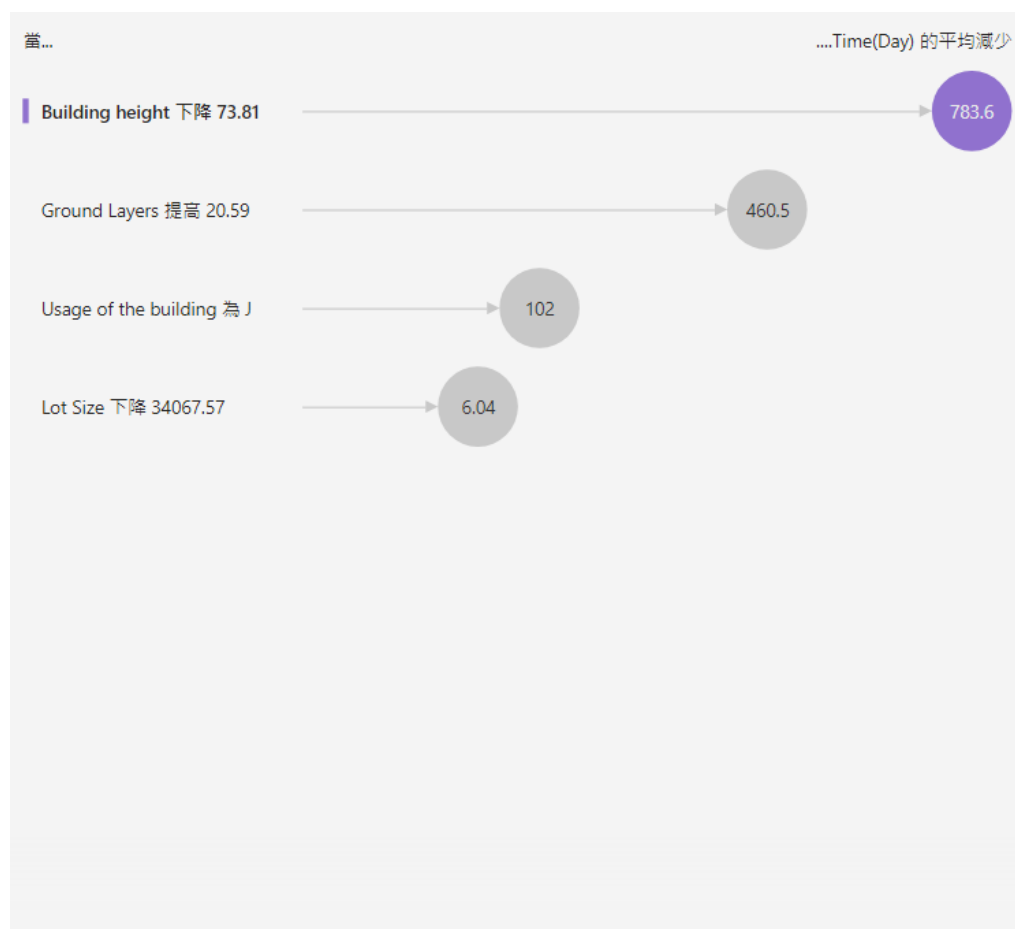 當...
....Time(Day) 的平均減少
Building height 下降 73.81
783.6
Ground Layers 提高 20.59
460.5
Usage of the building 為 J
102
Lot Size 下降 34067.57
6.04